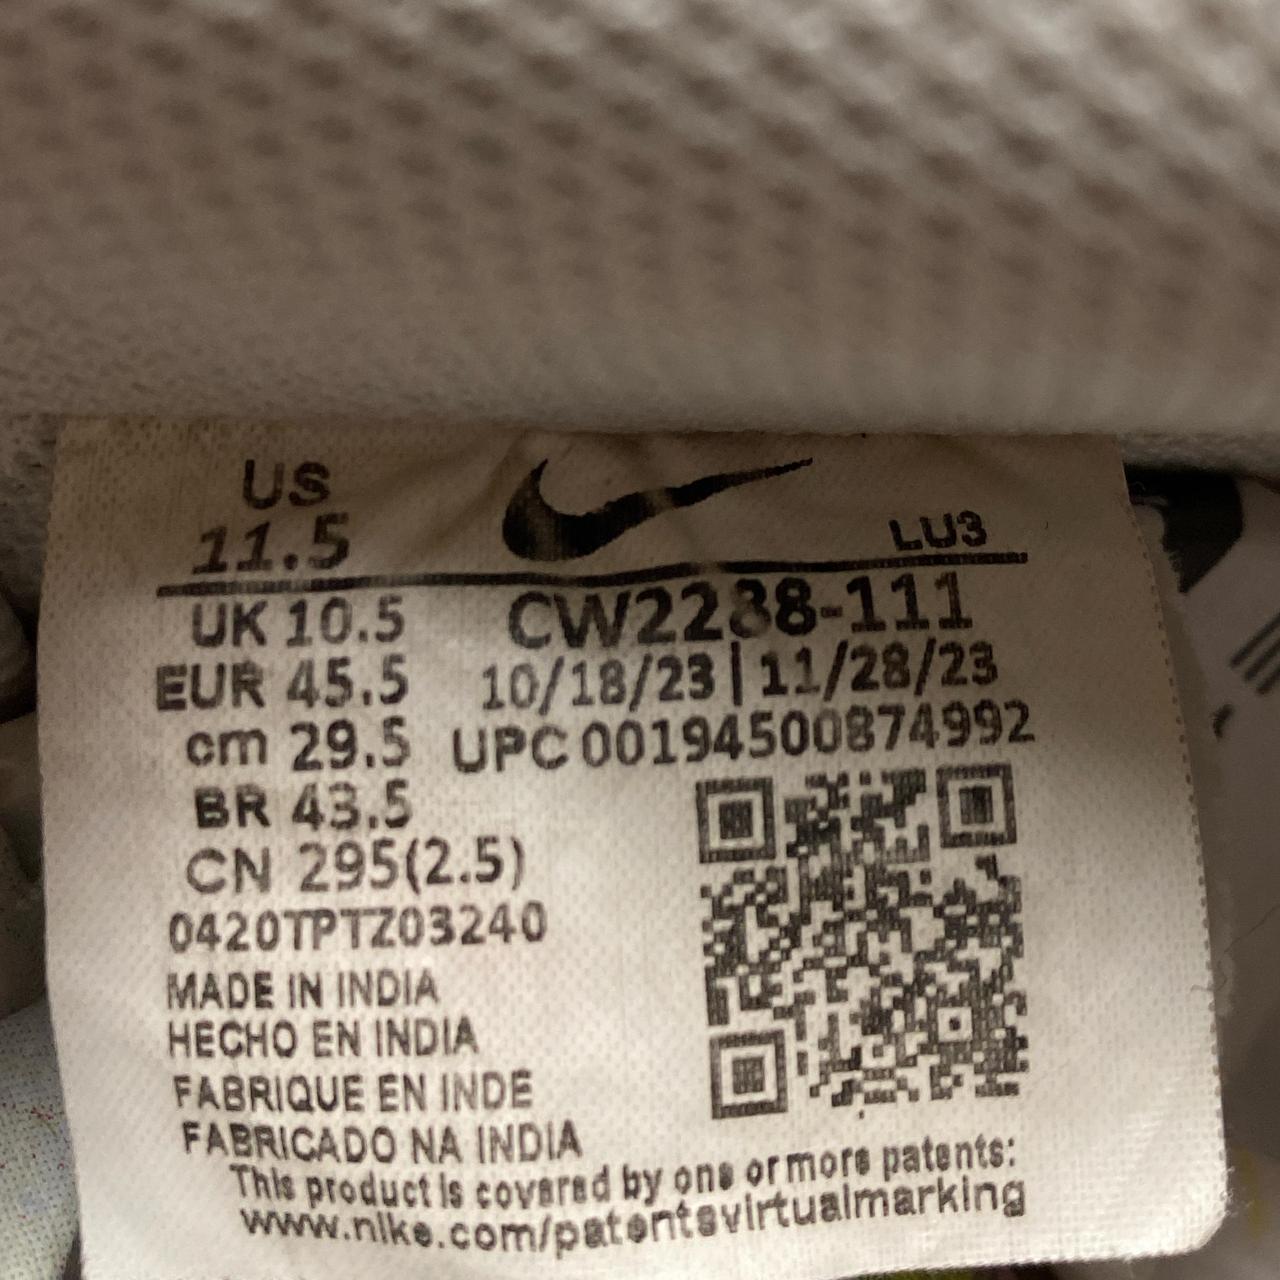 US
11.5
LU3
UK 10.5
CW2288-111
EUR 45.5
10/18/23 | 11/28/23
cm 29.5
UPC 00194500874992
BR 43.5
CN 295(2.5)
0420TPTZ03240
MADE IN INDIA
HECHO EN INDIA
FABRIQUE EN INDE
FABRICADO NA INDIA
This product is covered by one or more patents:
www.nike.com/patentsvirtualmarking